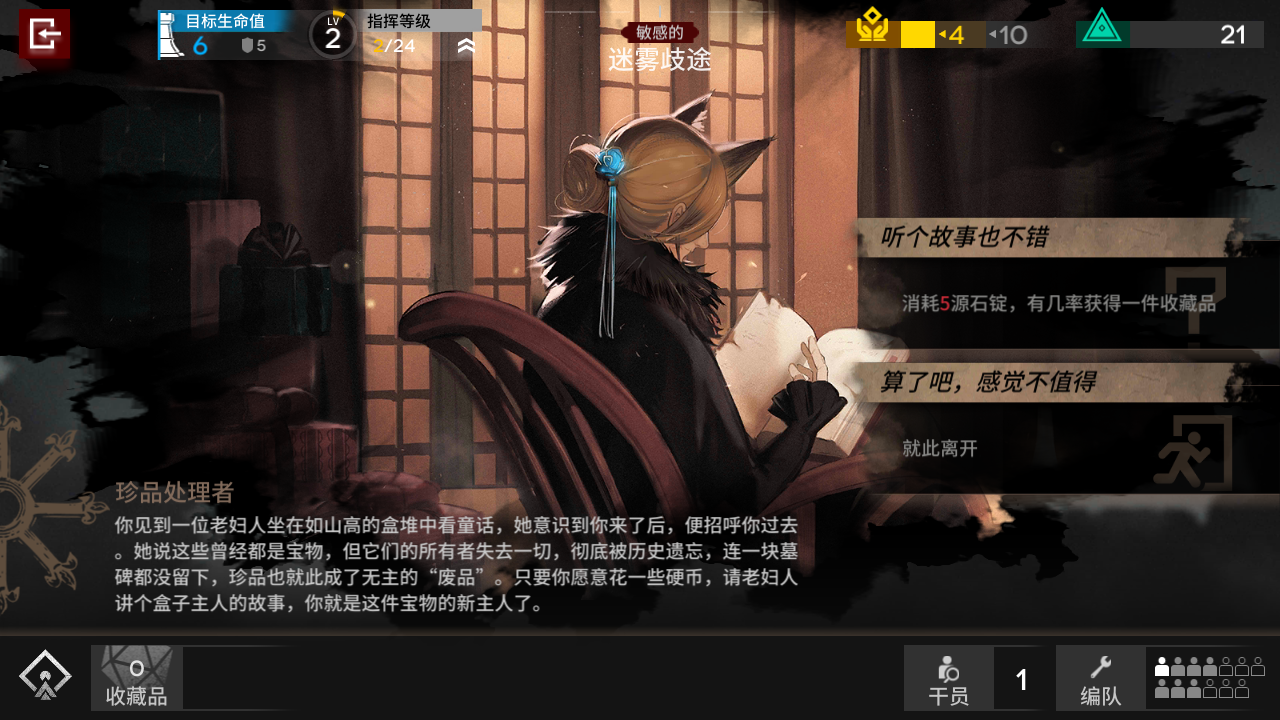 目标生命值
6
5
LV
2
指挥等级
2/24
敏感的
迷雾歧途
4
10
21
听个故事也不错
消耗5源石锭，有几率获得一件收藏品
算了吧，感觉不值得
就此离开
珍品处理者
你见到一位老妇人坐在如山高的盒堆中看童话，她意识到你来了后，便招呼你过去
。她说这些曾经都是宝物，但它们的所有者失去一切，彻底被历史遗忘，连一块墓
碑都没留下，珍品也就此成了无主的“废品”。只要你愿意花一些硬币，请老妇人
讲个盒子主人的故事，你就是这件宝物的新主人了。
0
收藏品
干员
1
编队